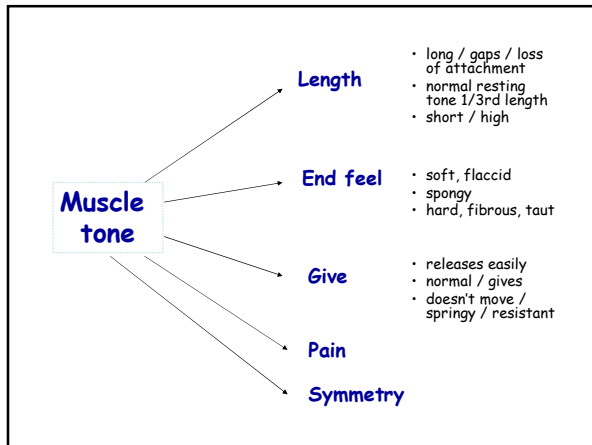 Muscle
tone
Length
• long / gaps / loss
of attachment
• normal resting
tone 1/3rd length
• short / high
End feel
• soft, flaccid
• spongy
• hard, fibrous, taut
Give
• releases easily
• normal / gives
• doesn't move /
springy / resistant
Pain
Symmetry